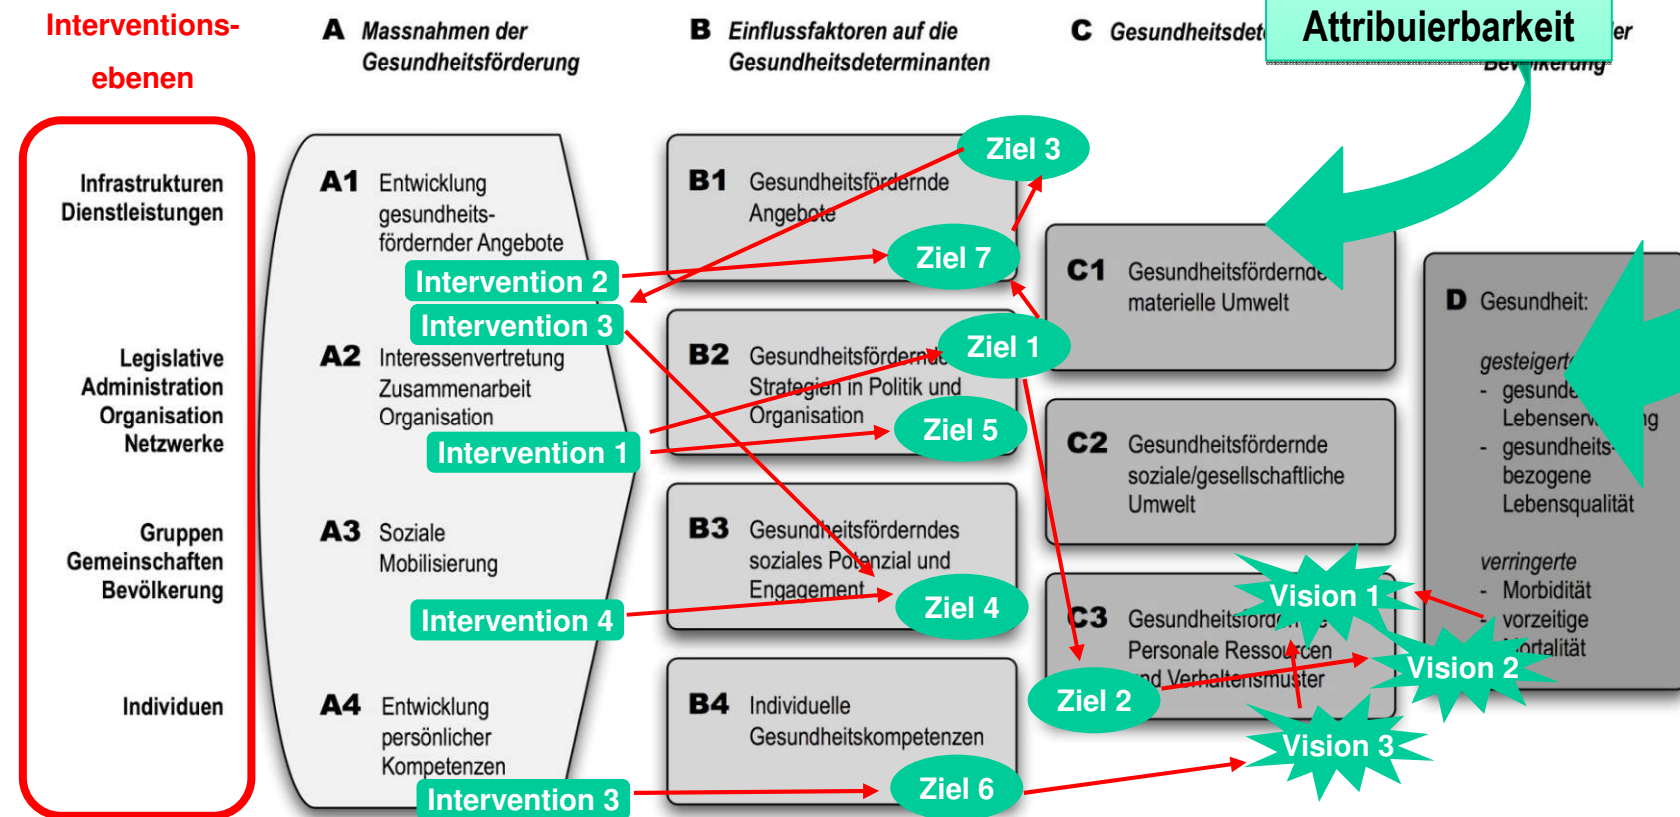 Interventions-
ebenen
A Massnahmen der
Gesundheitsförderung
B Einflussfaktoren auf die
Gesundheitsdeterminanten
C Gesundheitsdet
Attribuierbarkeit
er
Bevölkerung
Infrastrukturen
Dienstleistungen
Legislative
Administration
Organisation
Netzwerke
Gruppen
Gemeinschaften
Bevölkerung
Individuen
A1 Entwicklung
gesundheits-
fördernder Angebote
Intervention 2
Intervention 3
A2 Interessenvertretung
Zusammenarbeit
Organisation
Intervention 1
A3 Soziale
Mobilisierung
Intervention 4
A4 Entwicklung
persönlicher
Kompetenzen
Intervention 3
Ziel 3
B1 Gesundheitsfördernde
Angebote
Ziel 7
Ziel 1
B2 Gesundheitsfördernde
Strategien in Politik und
Organisation
Ziel 5
B3 Gesundheitsförderndes
soziales Potenzial und
Engagement
Ziel 4
B4 Individuelle
Gesundheitskompetenzen
Ziel 6
C1 Gesundheitsfördernde
materielle Umwelt
C2 Gesundheitsfördernde
soziale/gesellschaftliche
Umwelt
C3 Gesundheitsfördernde
Personale Ressourcen
und Verhaltensmuster
Ziel 2
Vision 1
Vision 2
Vision 3
D Gesundheit:
gesteigerte
- gesunde
Lebenserwartung
- gesundheits-
bezogene
Lebensqualität
verringerte
- Morbidität
- vorzeitige
Mortalität